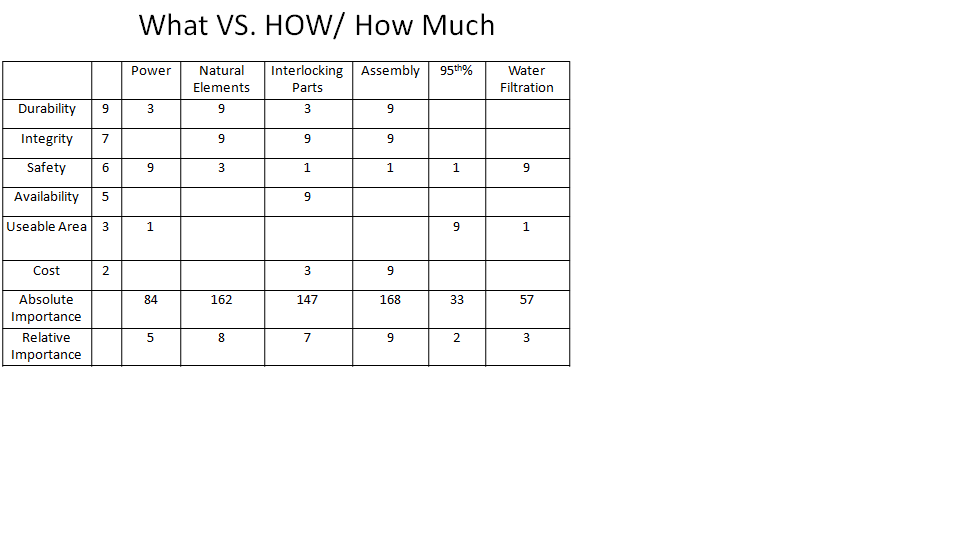 What VS. HOW/ How Much
Power Natural Elements Interlocking Parts Assembly 95th% Water Filtration
Durability 9 3 9 3 9
Integrity 7 9 9 9
Safety 6 9 3 1 1 1 9
Availability 5 9
Useable Area 3 1 9 1
Cost 2 3 9
Absolute Importance 84 162 147 168 33 57
Relative Importance 5 8 7 9 2 3